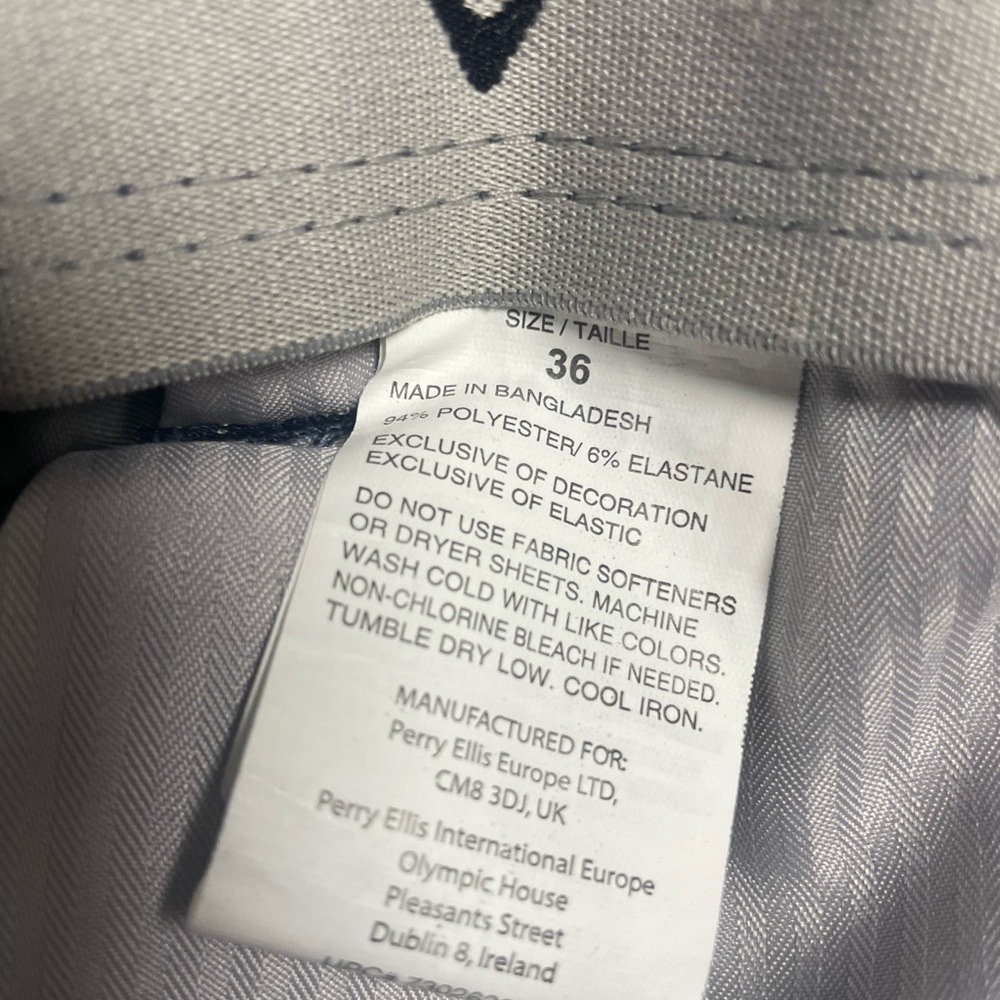 SIZE / TAILLE
36
MADE IN BANGLADESH
94% POLYESTER/ 6% ELASTANE
EXCLUSIVE OF DECORATION
EXCLUSIVE OF ELASTIC
DO NOT USE FABRIC SOFTENERS
OR DRYER SHEETS. MACHINE
WASH COLD WITH LIKE COLORS.
NON-CHLORINE BLEACH IF NEEDED.
TUMBLE DRY LOW. COOL IRON.
MANUFACTURED FOR:
Perry Ellis Europe LTD,
CM8 3DJ, UK
Perry Ellis International Europe
Olympic House
Pleasants Street
Dublin 8, Ireland